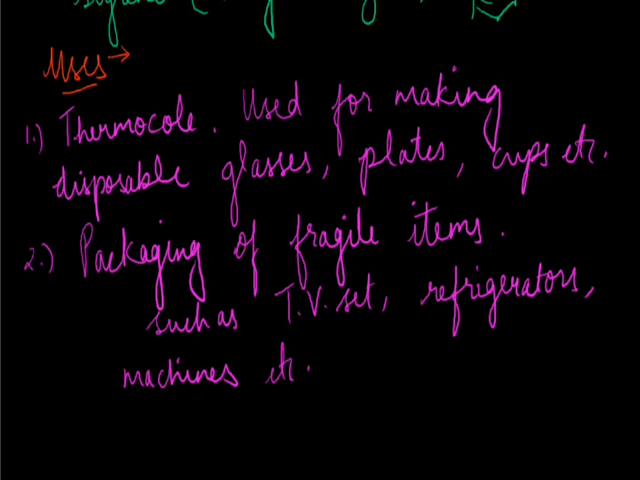 Uses →
1.) Thermocole. Used for making
disposable glasses, plates, cups etc.
2.) Packaging of fragile items.
such as T.V. set, refrigerators,
machines etc.